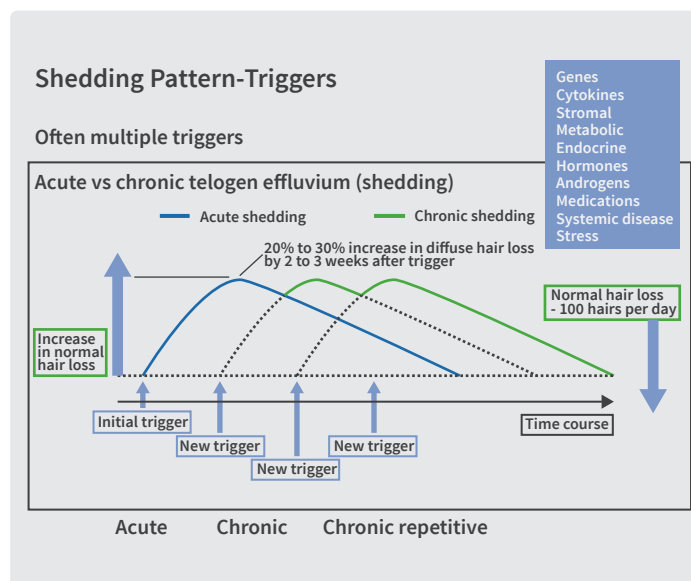 Shedding Pattern-Triggers
Genes
Cytokines
Stromal
Metabolic
Endocrine
Hormones
Androgens
Medications
Systemic disease
Stress
Often multiple triggers
Acute vs chronic telogen effluvium (shedding)
Acute shedding
Chronic shedding
20% to 30% increase in diffuse hair loss
by 2 to 3 weeks after trigger
Normal hair loss
- 100 hairs per day
Increase
in normal
hair loss
Initial trigger
New trigger
New trigger
New trigger
Time course
Acute
Chronic
Chronic repetitive